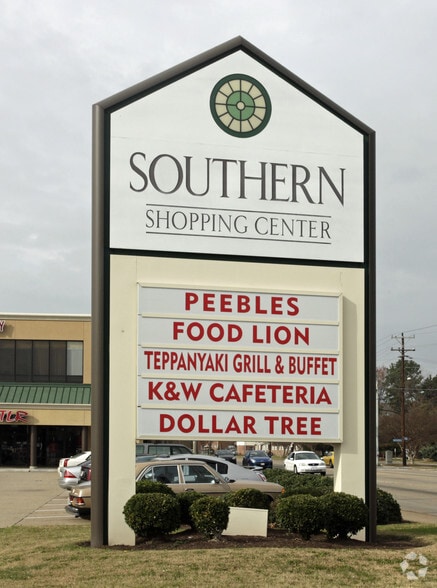 SOUTHERN
SHOPPING CENTER
PEEBLES
FOOD LION
TEPPANYAKI GRILL & BUFFET
K&W CAFETERIA
DOLLAR TREE